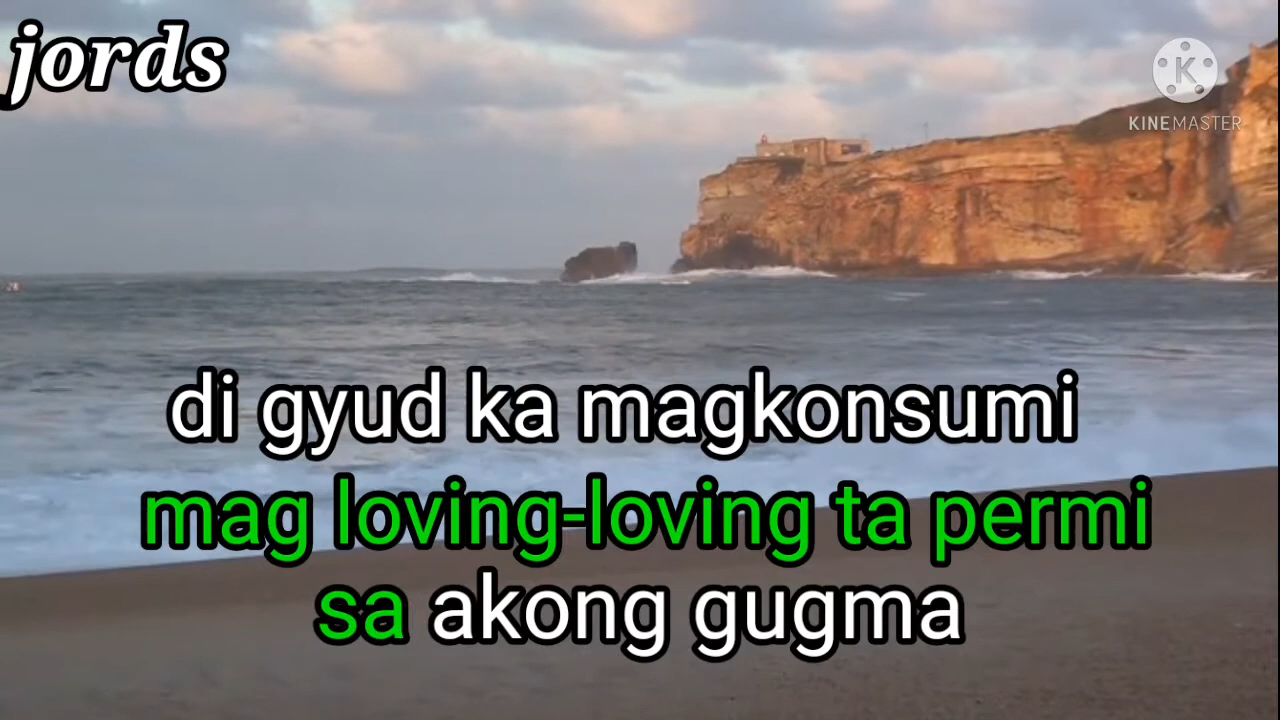 jords
KINEMASTER
di gyud ka magkonsumi
mag loving-loving ta permi
sa akong gugma